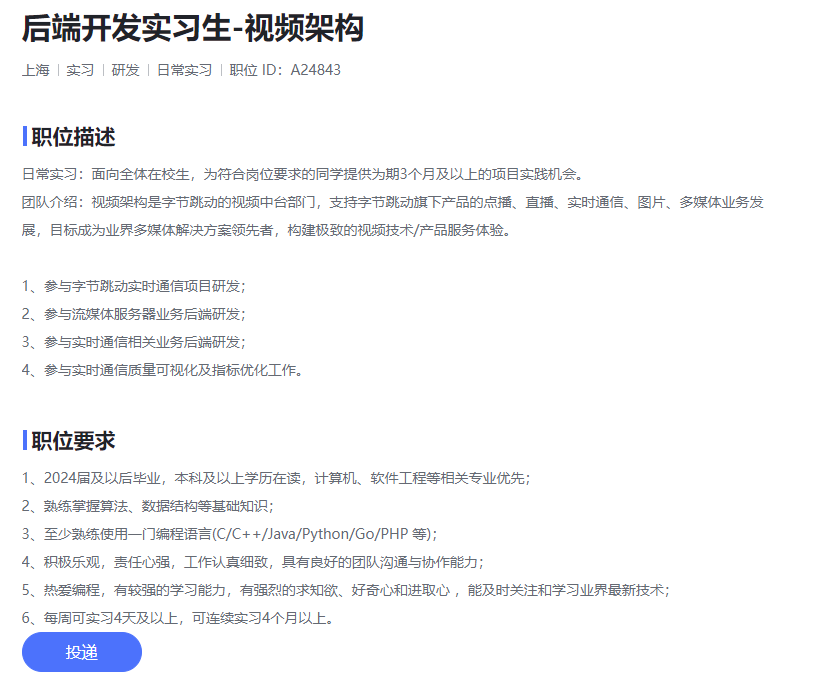 后端开发实习生-视频架构
上海 | 实习 | 研发 | 日常实习 | 职位 ID：A24843
职位描述
日常实习：面向全体在校生，为符合岗位要求的同学提供为期3个月及以上的项目实践机会。
团队介绍：视频架构是字节跳动的视频中台部门，支持字节跳动旗下产品的点播、直播、实时通信、图片、多媒体业务发
展，目标成为业界多媒体解决方案领先者，构建极致的视频技术/产品服务体验。
1、参与字节跳动实时通信项目研发；
2、参与流媒体服务器业务后端研发；
3、参与实时通信相关业务后端研发；
4、参与实时通信质量可视化及指标优化工作。
职位要求
1、2024届及以后毕业，本科及以上学历在读，计算机、软件工程等相关专业优先；
2、熟练掌握算法、数据结构等基础知识；
3、至少熟练使用一门编程语言(C/C++/Java/Python/Go/PHP 等)；
4、积极乐观，责任心强，工作认真细致，具有良好的团队沟通与协作能力；
5、热爱编程，有较强的学习能力，有强烈的求知欲、好奇心和进取心 ，能及时关注和学习业界最新技术；
6、每周可实习4天及以上，可连续实习4个月以上。
投递